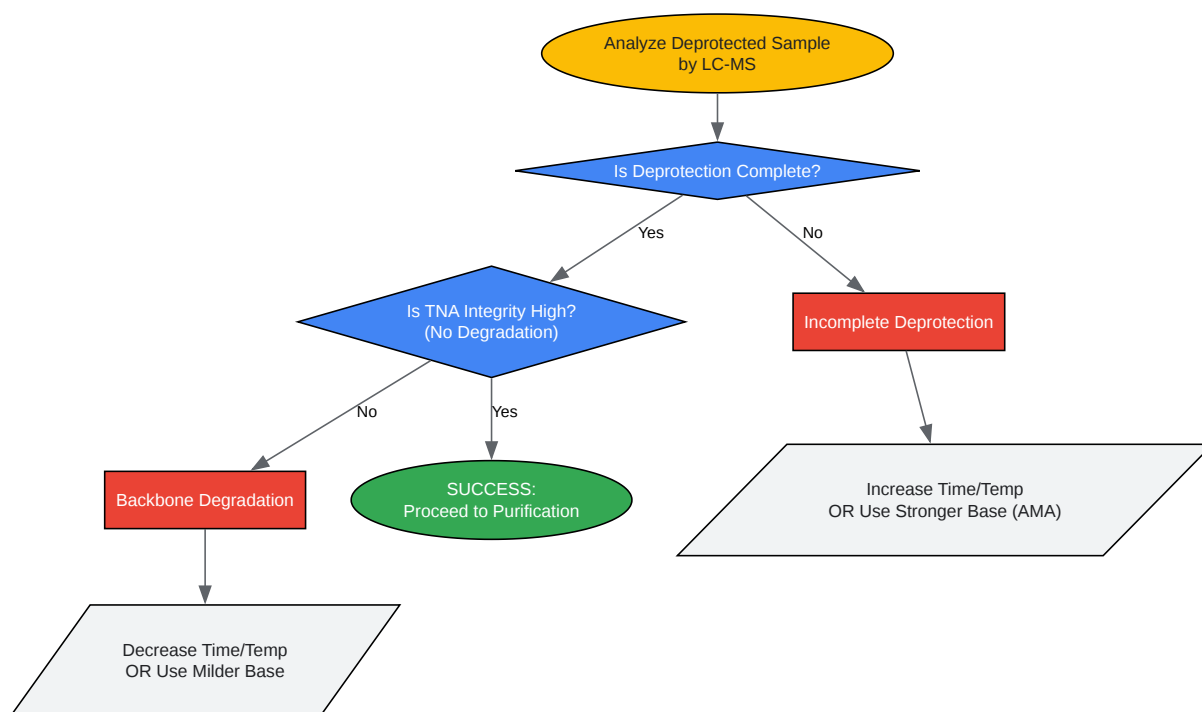 Analyze Deprotected Sample
by LC-MS
Is Deprotection Complete?
Yes
No
Is TNA Integrity High?
(No Degradation)
Incomplete Deprotection
No
Yes
Backbone Degradation
SUCCESS:
Proceed to Purification
Increase Time/Temp
OR Use Stronger Base (AMA)
Decrease Time/Temp
OR Use Milder Base